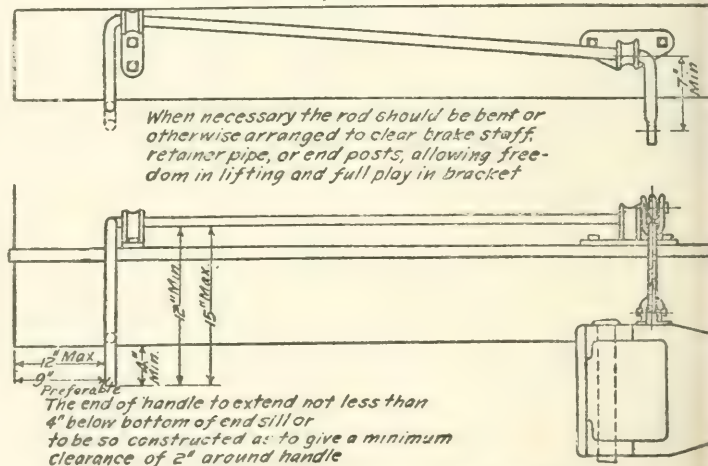 7"
Min
When necessary the rod should be bent or
otherwise arranged to clear brake staff,
retainer pipe, or end posts, allowing free-
dom in lifting and full play in bracket
12" Min
15" Max
12" Max
9"
Preferable
4"
Min.
The end of handle to extend not less than
4" below bottom of end sill or
to be so constructed as to give a minimum
clearance of 2" around handle